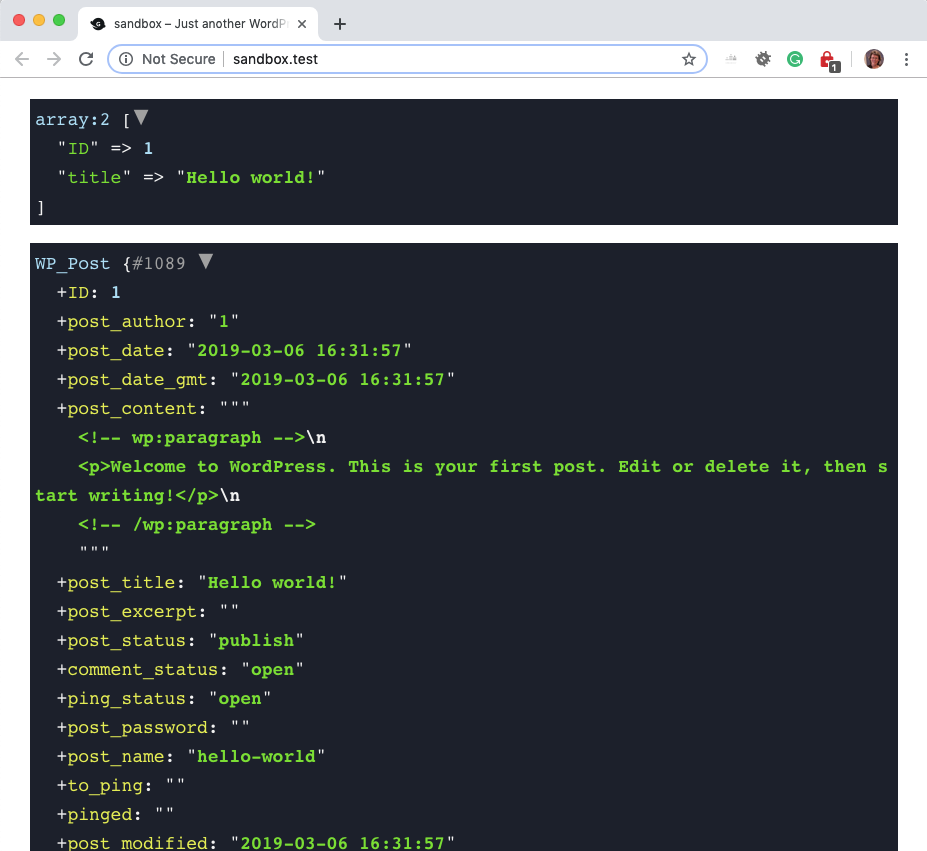 sandbox – Just another WordP
Not Secure | sandbox.test
1
array:2 [
"ID" => 1
"title" => "Hello world!"
]
WP_Post {#1089
+ID: 1
+post_author: "1"
+post_date: "2019-03-06 16:31:57"
+post_date_gmt: "2019-03-06 16:31:57"
+post_content: """
<!-- wp:paragraph -->\n
<p>Welcome to WordPress. This is your first post. Edit or delete it, then s
tart writing!</p>\n
<!-- /wp:paragraph -->
"""
+post_title: "Hello world!"
+post_excerpt: ""
+post_status: "publish"
+comment_status: "open"
+ping_status: "open"
+post_password: ""
+post_name: "hello-world"
+to_ping: ""
+pinged: ""
+post_modified: "2019-03-06 16:31:57"